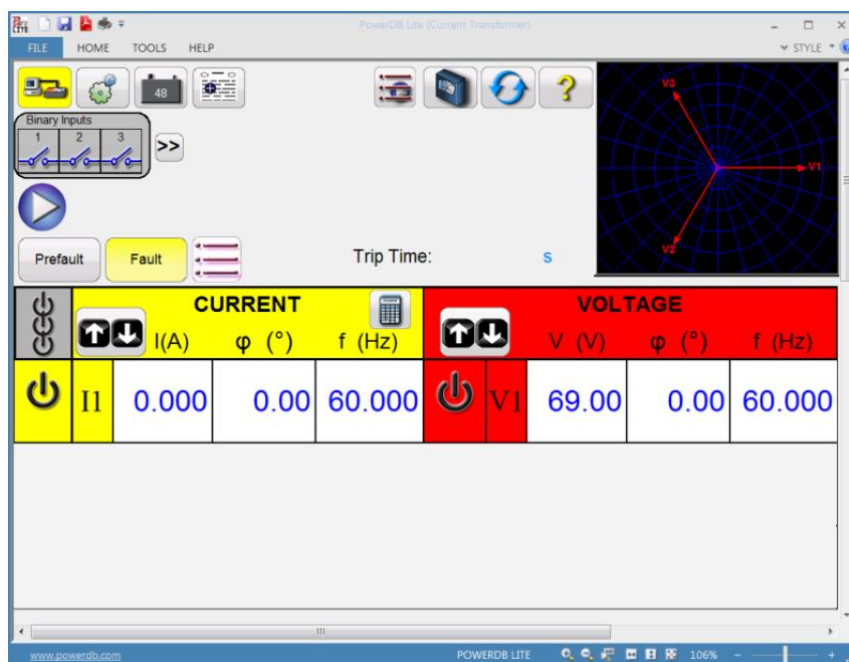 PowerDB Lite (Current Transformer)
FILE HOME TOOLS HELP
STYLE
48
Binary Inputs
1 2 3
>>
V3
V1
V2
Prefault Fault Trip Time: s
CURRENT VOLTAGE
I(A) φ (°) f (Hz) V (V) φ (°) f (Hz)
I1 0.000 0.00 60.000 V1 69.00 0.00 60.000
www.powerdb.com POWERDB LITE 106%